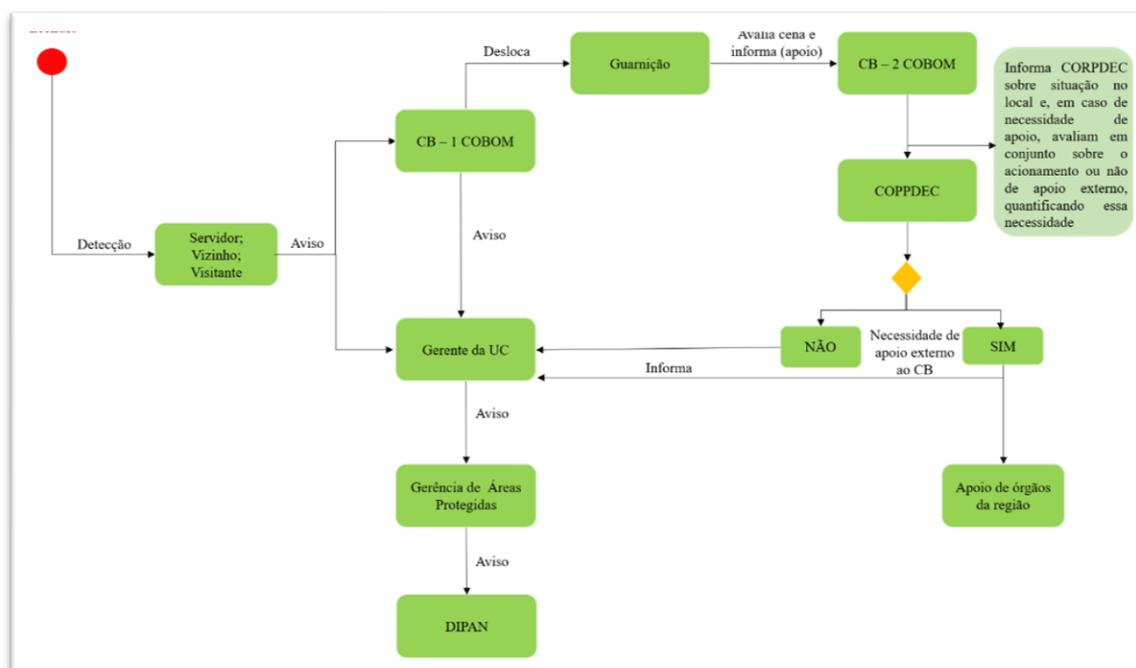 Desloca
Guarnição
Avalia cena e
informa (apoio)
CB – 2 COBOM
Informa CORPDEC
sobre situação no
local e, em caso de
necessidade de
apoio, avaliam em
conjunto sobre o
acionamento ou não
de apoio externo,
quantificando essa
necessidade
CB – 1 COBOM
COPPDEC
Detecção
Servidor;
Vizinho;
Visitante
Aviso
Aviso
Gerente da UC
NÃO
Necessidade de
apoio externo
ao CB
SIM
Informa
Aviso
Gerência de Áreas
Protegidas
Apoio de órgãos
da região
Aviso
DIPAN